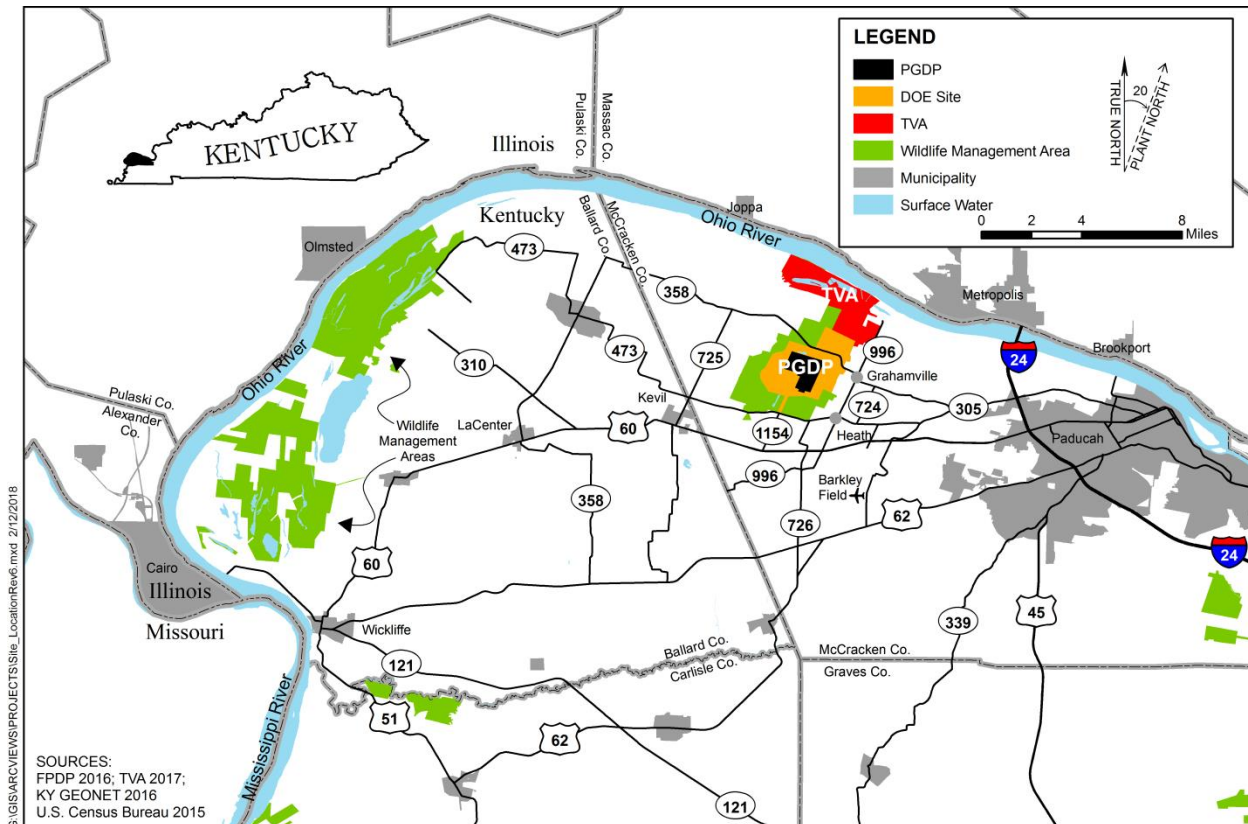 LEGEND
PGDP
DOE Site
TVA
Wildlife Management Area
Municipality
Surface Water
TRUE NORTH
20
PLANT NORTH
0
2
4
8
Miles
KENTUCKY
Illinois
Pulaski Co.
Massac Co.
Kentucky
Ballard Co.
McCracken Co.
Ohio River
Joppa
Olmsted
473
358
TVA
Metropolis
Ohio River
310
473
725
PGDP
996
Grahamville
24
Brookport
Pulaski Co.
Alexander Co.
Wildlife
Management
Areas
LaCenter
60
Kevil
1154
724
Heath
305
Paducah
358
996
Barkley
Field
726
62
24
60
Cairo
Illinois
Missouri
Wickliffe
121
Ballard Co.
Carlisle Co.
McCracken Co.
Graves Co.
339
45
51
62
121
Mississippi River
SOURCES:
FPDP 2016; TVA 2017;
KY GEONET 2016
U.S. Census Bureau 2015
G:\GIS\ARCVIEWS\PROJECTS\Site_LocationRev6.mxd 2/12/2018